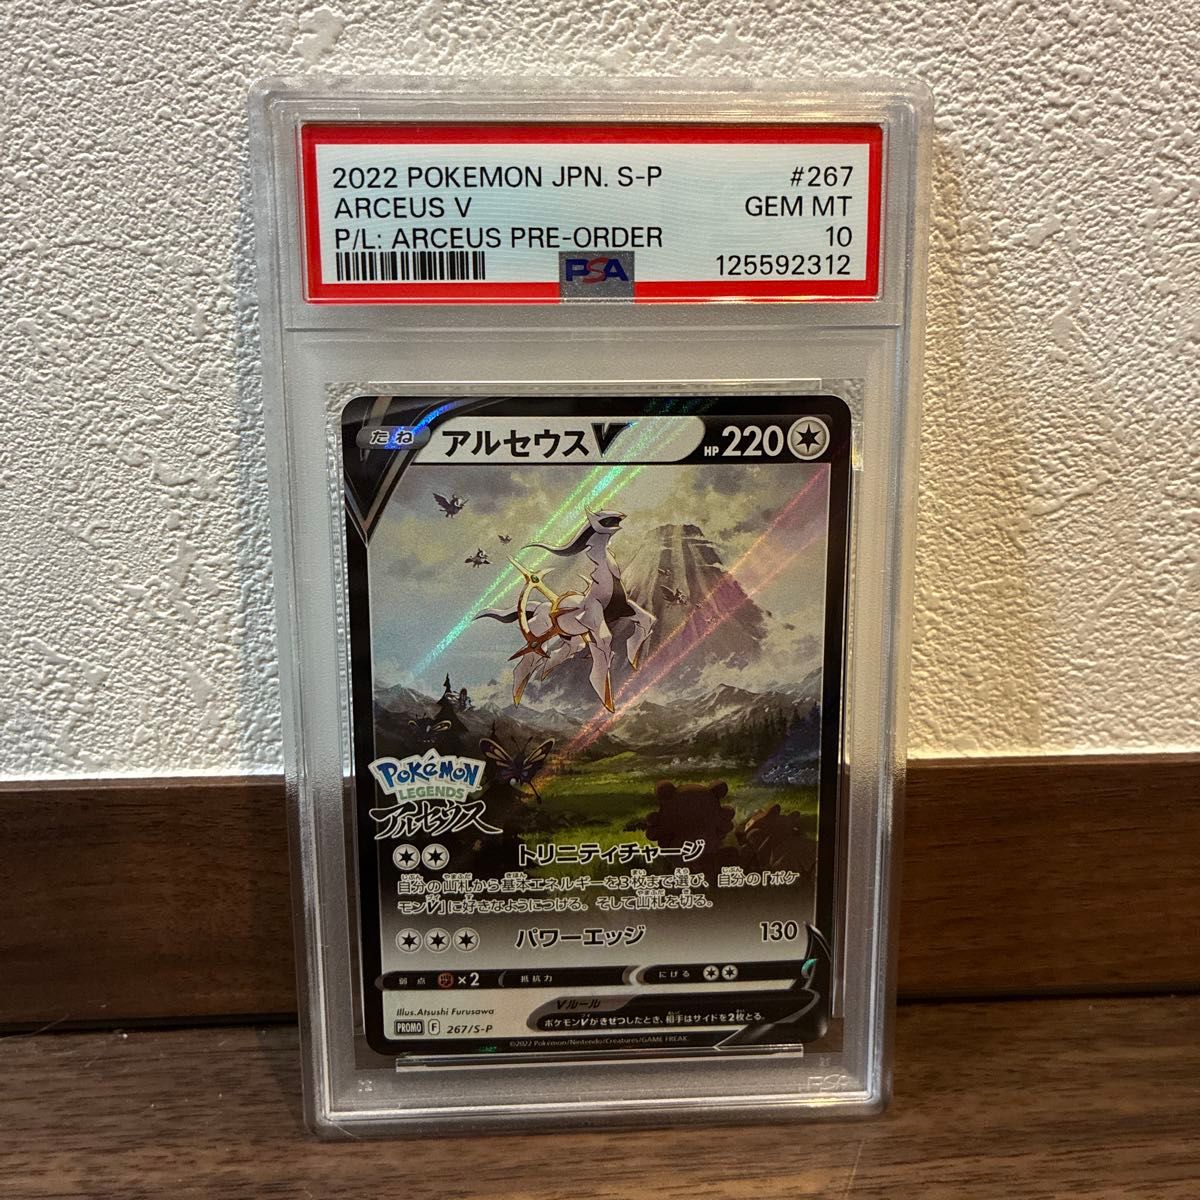 2022 POKEMON JPN. S-P #267
ARCEUS V GEM MT
P/L: ARCEUS PRE-ORDER 10
PSA 125592312
たね アルセウスV HP 220
Pokémon
LEGENDS
アルセウス
トリニティチャージ
自分の山札から基本エネルギーを3枚まで選び、自分の「ポケ
モンV」に好きなようにつける。そして山札を切る。
パワーエッジ 130
弱点 ×2 抵抗力 にげる
Vルール
ポケモンVがきぜつしたとき、相手はサイドを2枚とる。
Illus.Atsushi Furusawa
PROMO F 267/S-P
©2022 Pokémon/Nintendo/Creatures/GAME FREAK.
PSA